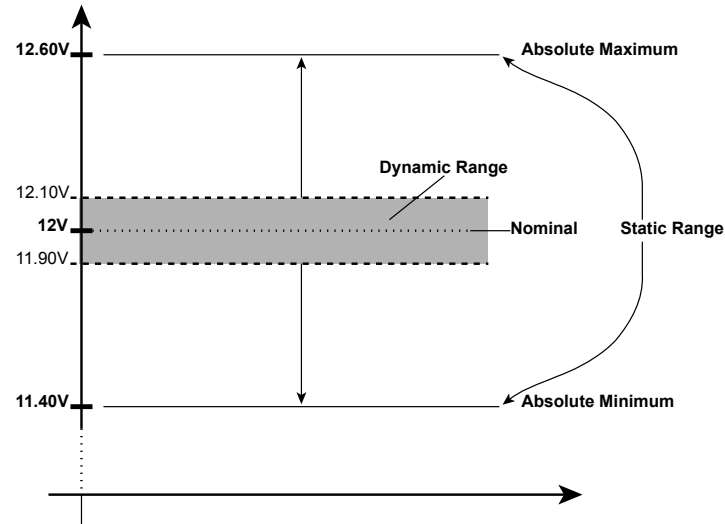 12.60V
Absolute Maximum
Dynamic Range
12.10V
12V
Nominal
Static Range
11.90V
11.40V
Absolute Minimum